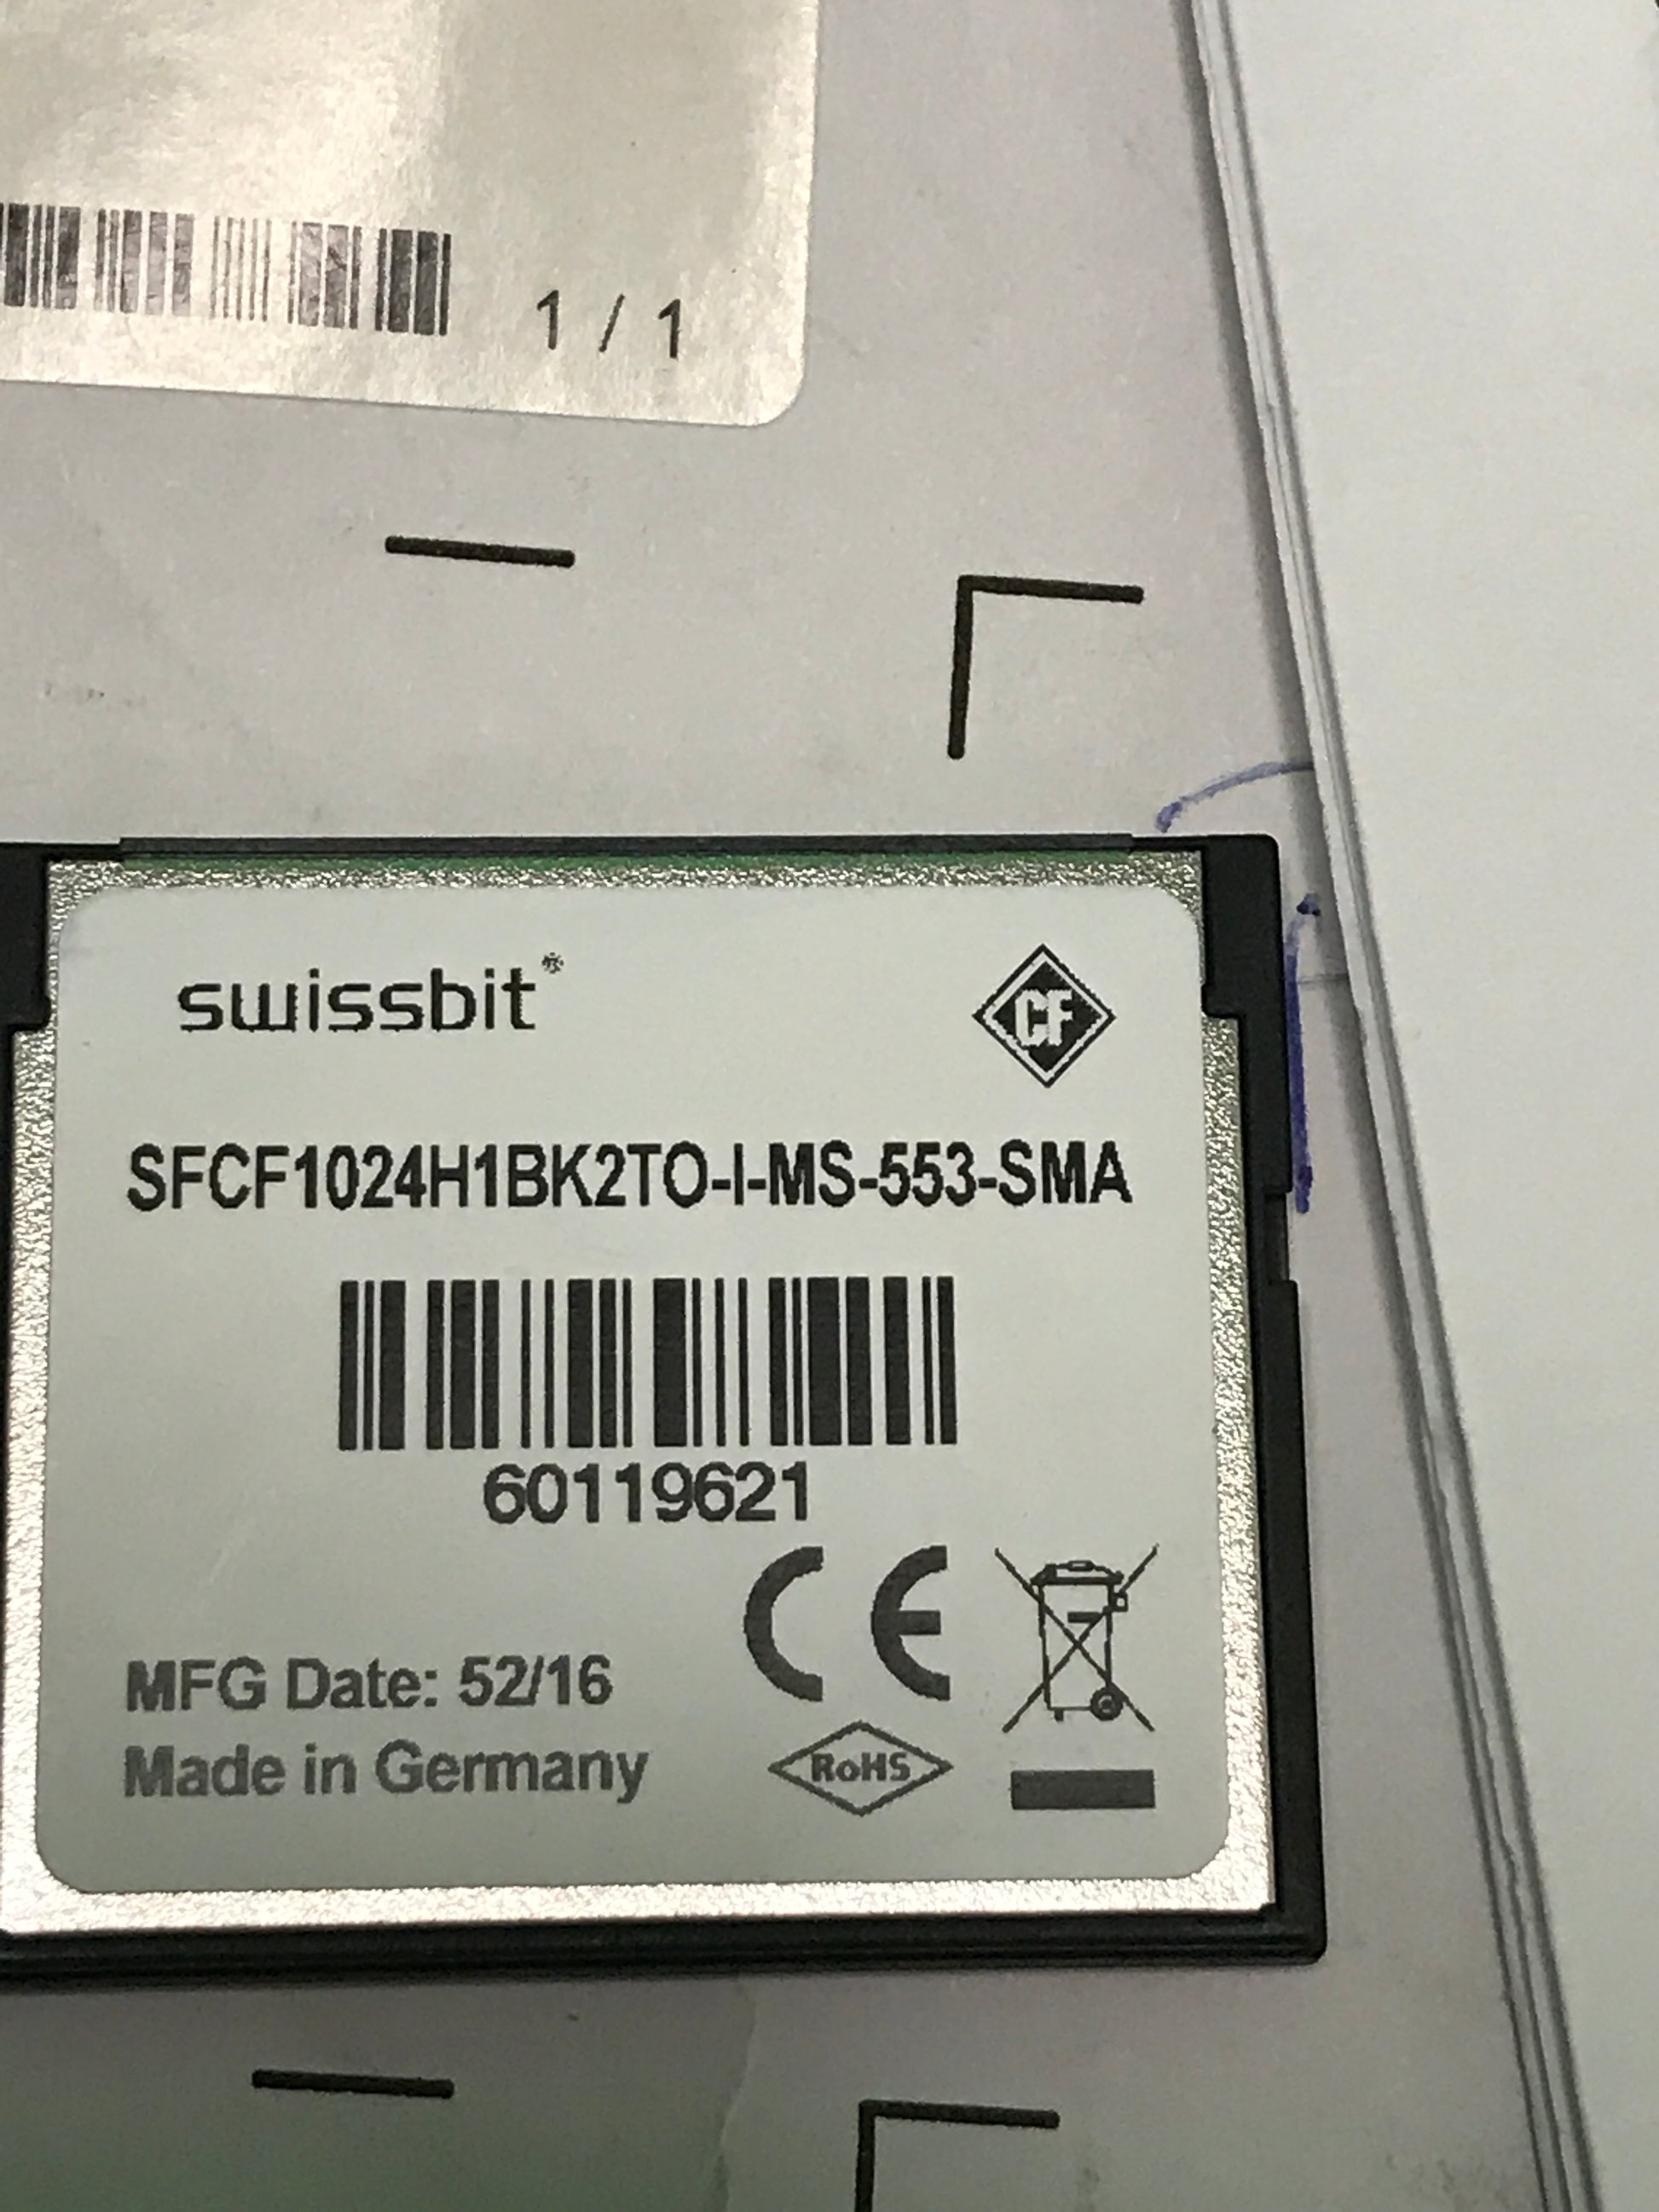 1 / 1
swissbit®
CF
SFCF1024H1BK2TO-I-MS-553-SMA
60119621
CE
MFG Date: 52/16
Made in Germany
RoHS